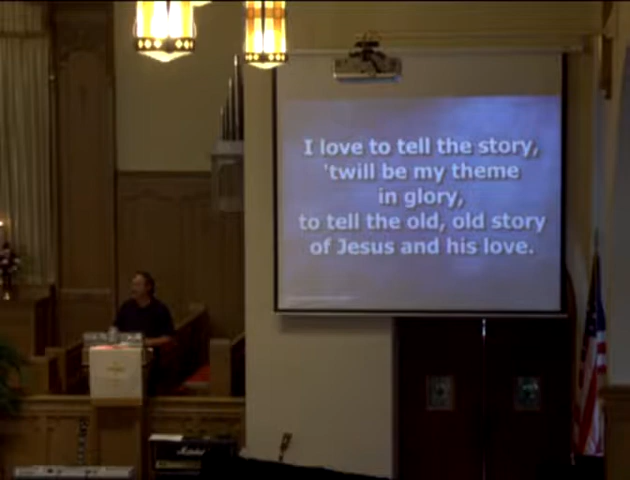 I love to tell the story,
'twill be my theme
in glory,
to tell the old, old story
of Jesus and his love.
Marshall